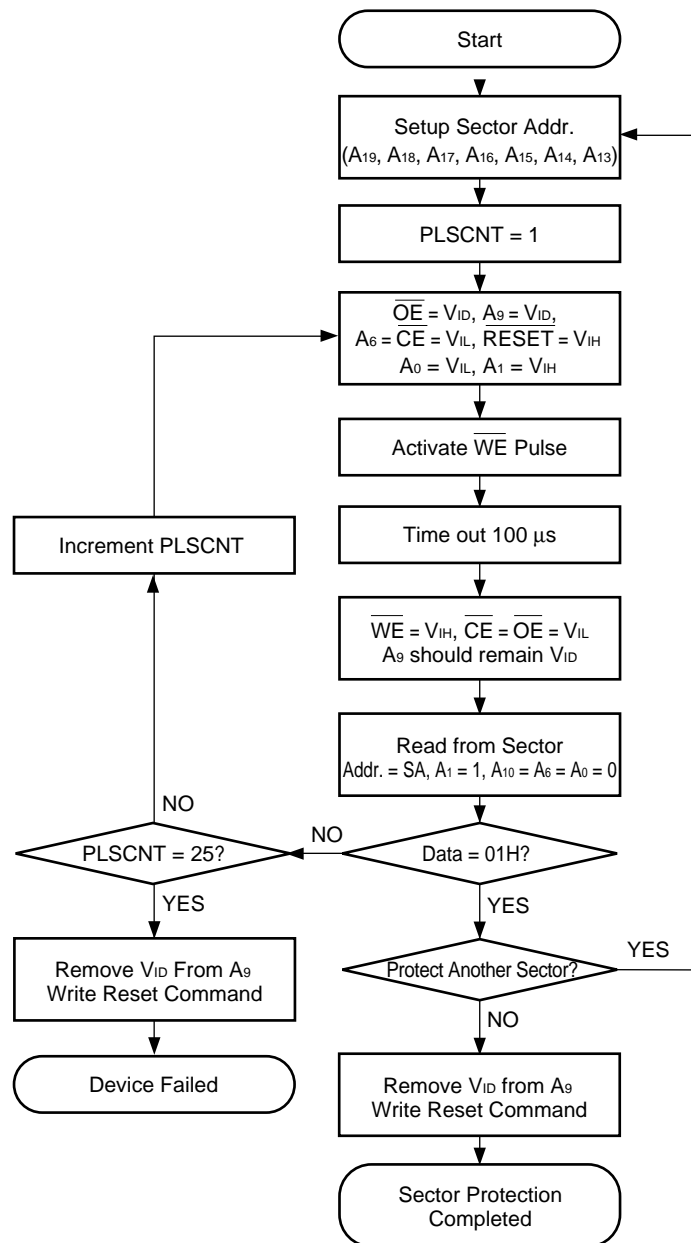 Start
Setup Sector Addr.
(A19, A18, A17, A16, A15, A14, A13)
PLSCNT = 1
OE = VID, A9 = VID,
A6 = CE = VIL, RESET = VIH
A0 = VIL, A1 = VIH
Activate WE Pulse
Time out 100 µs
Increment PLSCNT
WE = VIH, CE = OE = VIL
A9 should remain VID
Read from Sector
Addr. = SA, A1 = 1, A10 = A6 = A0 = 0
NO
PLSCNT = 25?
NO
Data = 01H?
YES
YES
Remove VID From A9
Write Reset Command
Protect Another Sector?
YES
NO
Device Failed
Remove VID from A9
Write Reset Command
Sector Protection
Completed